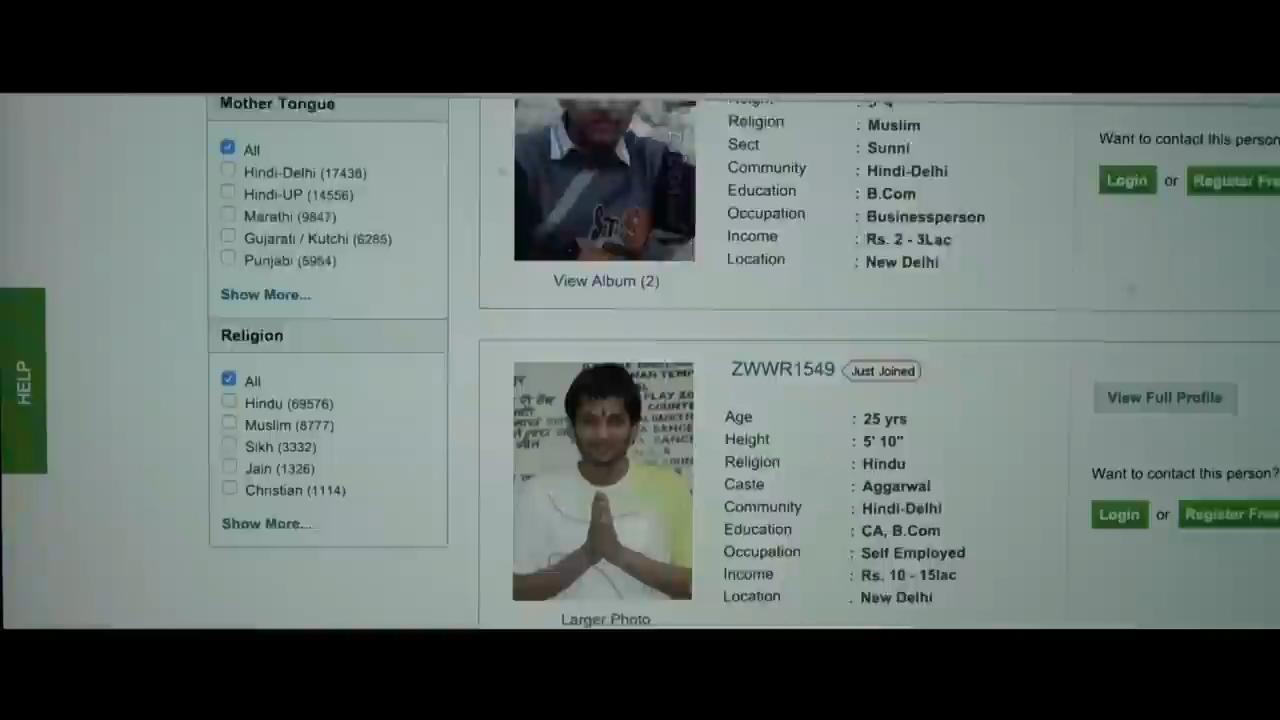 Mother Tongue
All
Hindi-Delhi (17436)
Hindi-UP (14556)
Marathi (9847)
Gujarati / Kutchi (6285)
Punjabi (5954)
Show More...
Religion
All
Hindu (69576)
Muslim (8777)
Sikh (3332)
Jain (1326)
Christian (1114)
Show More...
HELP
View Album (2)
Religion : Muslim
Sect : Sunni
Community : Hindi-Delhi
Education : B.Com
Occupation : Businessperson
Income : Rs. 2 - 3Lac
Location : New Delhi
Want to contact this person
Login or Register
ZWWR1549 Just Joined
Age : 25 yrs
Height : 5' 10"
Religion : Hindu
Caste : Aggarwal
Community : Hindi-Delhi
Education : CA, B.Com
Occupation : Self Employed
Income : Rs. 10 - 15lac
Location : New Delhi
Larger Photo
View Full Profile
Want to contact this person?
Login or Register Free